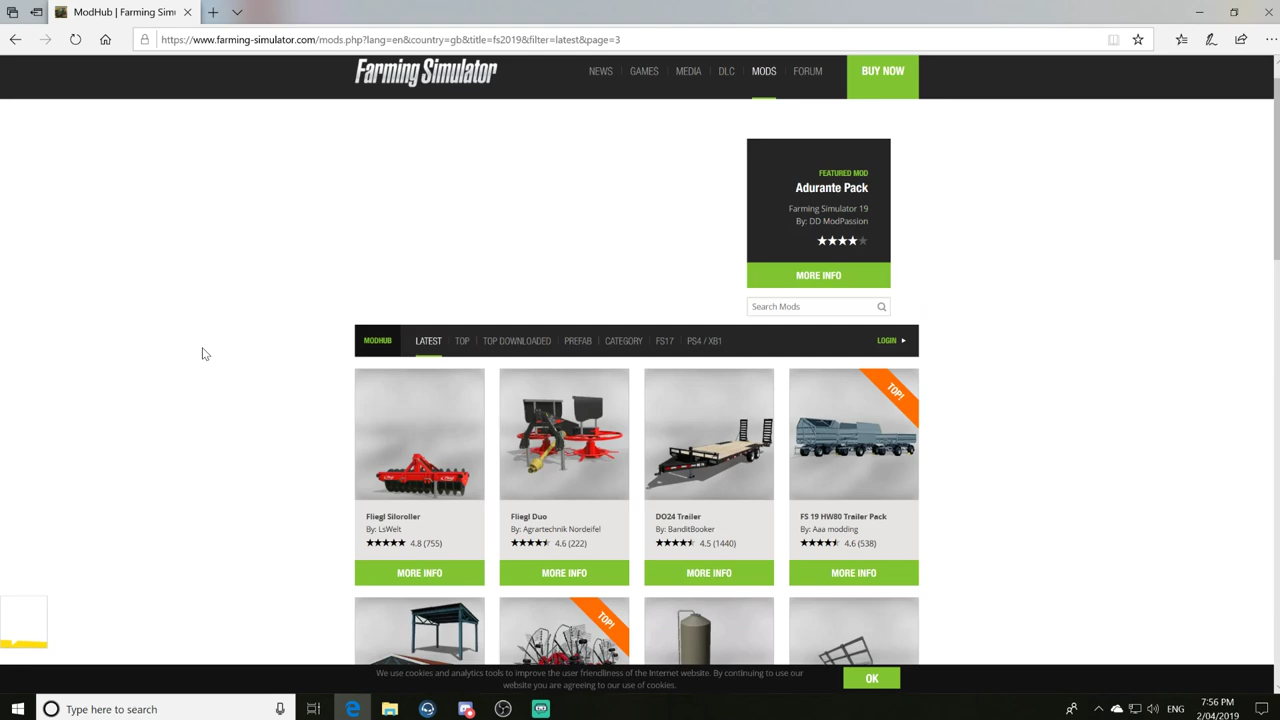 ModHub | Farming Simu
https://www.farming-simulator.com/mods.php?lang=en&country=gb&title=fs2019&filter=latest&page=3
Farming Simulator
NEWS
GAMES
MEDIA
DLC
MODS
FORUM
BUY NOW
FEATURED MOD
Adurante Pack
Farming Simulator 19
By: DD ModPassion
MORE INFO
Search Mods
MODHUB
LATEST
TOP
TOP DOWNLOADED
PREFAB
CATEGORY
FS17
PS4 / XB1
LOGIN
TOP!
Fliegl Siloroller
By: LsWelt
4.8 (755)
MORE INFO
Fliegl Duo
By: Agrartechnik Nordeifel
4.6 (222)
MORE INFO
DO24 Trailer
By: BanditBooker
4.5 (1440)
MORE INFO
FS 19 HW80 Trailer Pack
By: Aaa modding
4.6 (538)
MORE INFO
TOP!
We use cookies and analytics tools to improve the user friendliness of the Internet website. By continuing to use our
website you are agreeing to our use of cookies.
OK
Type here to search
ENG
7:56 PM
2/04/2019